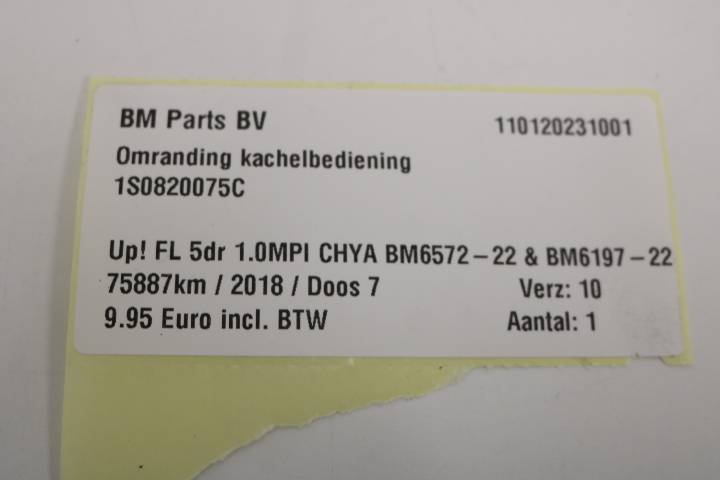 BM Parts BV 110120231001
Omranding kachelbediening
1S0820075C
Up! FL 5dr 1.0MPI CHYA BM6572-22 & BM6197-22
75887km / 2018 / Doos 7 Verz: 10
9.95 Euro incl. BTW Aantal: 1